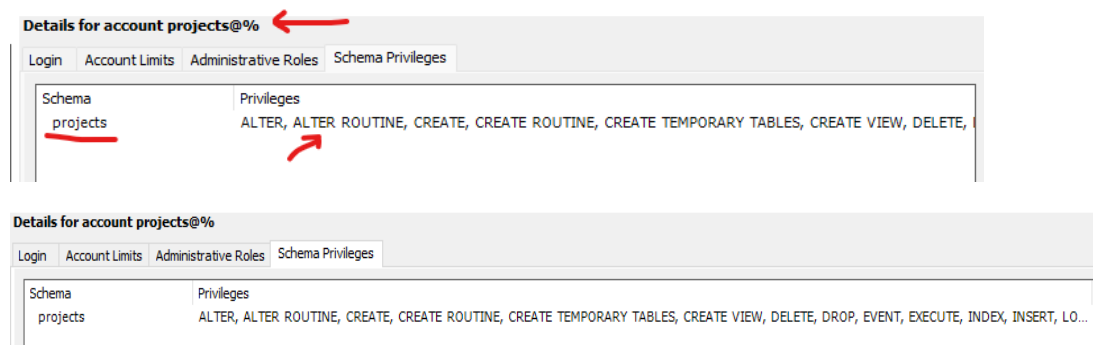 Details for account projects@%
Login Account Limits Administrative Roles Schema Privileges
Schema Privileges
projects ALTER, ALTER ROUTINE, CREATE, CREATE ROUTINE, CREATE TEMPORARY TABLES, CREATE VIEW, DELETE,
Details for account projects@%
Login Account Limits Administrative Roles Schema Privileges
Schema Privileges
projects ALTER, ALTER ROUTINE, CREATE, CREATE ROUTINE, CREATE TEMPORARY TABLES, CREATE VIEW, DELETE, DROP, EVENT, EXECUTE, INDEX, INSERT, LO...